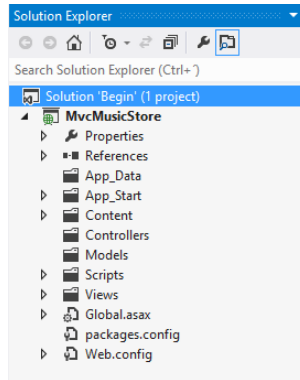 Solution Explorer
Search Solution Explorer (Ctrl+´)
Solution 'Begin' (1 project)
MvcMusicStore
Properties
References
App_Data
App_Start
Content
Controllers
Models
Scripts
Views
Global.asax
packages.config
Web.config